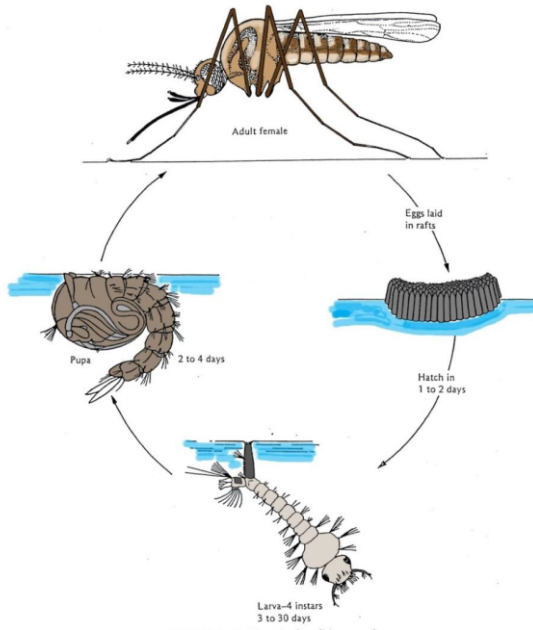 Adult female
Eggs laid
in rafts
Hatch in
1 to 2 days
Larva–4 instars
3 to 30 days
Pupa
2 to 4 days